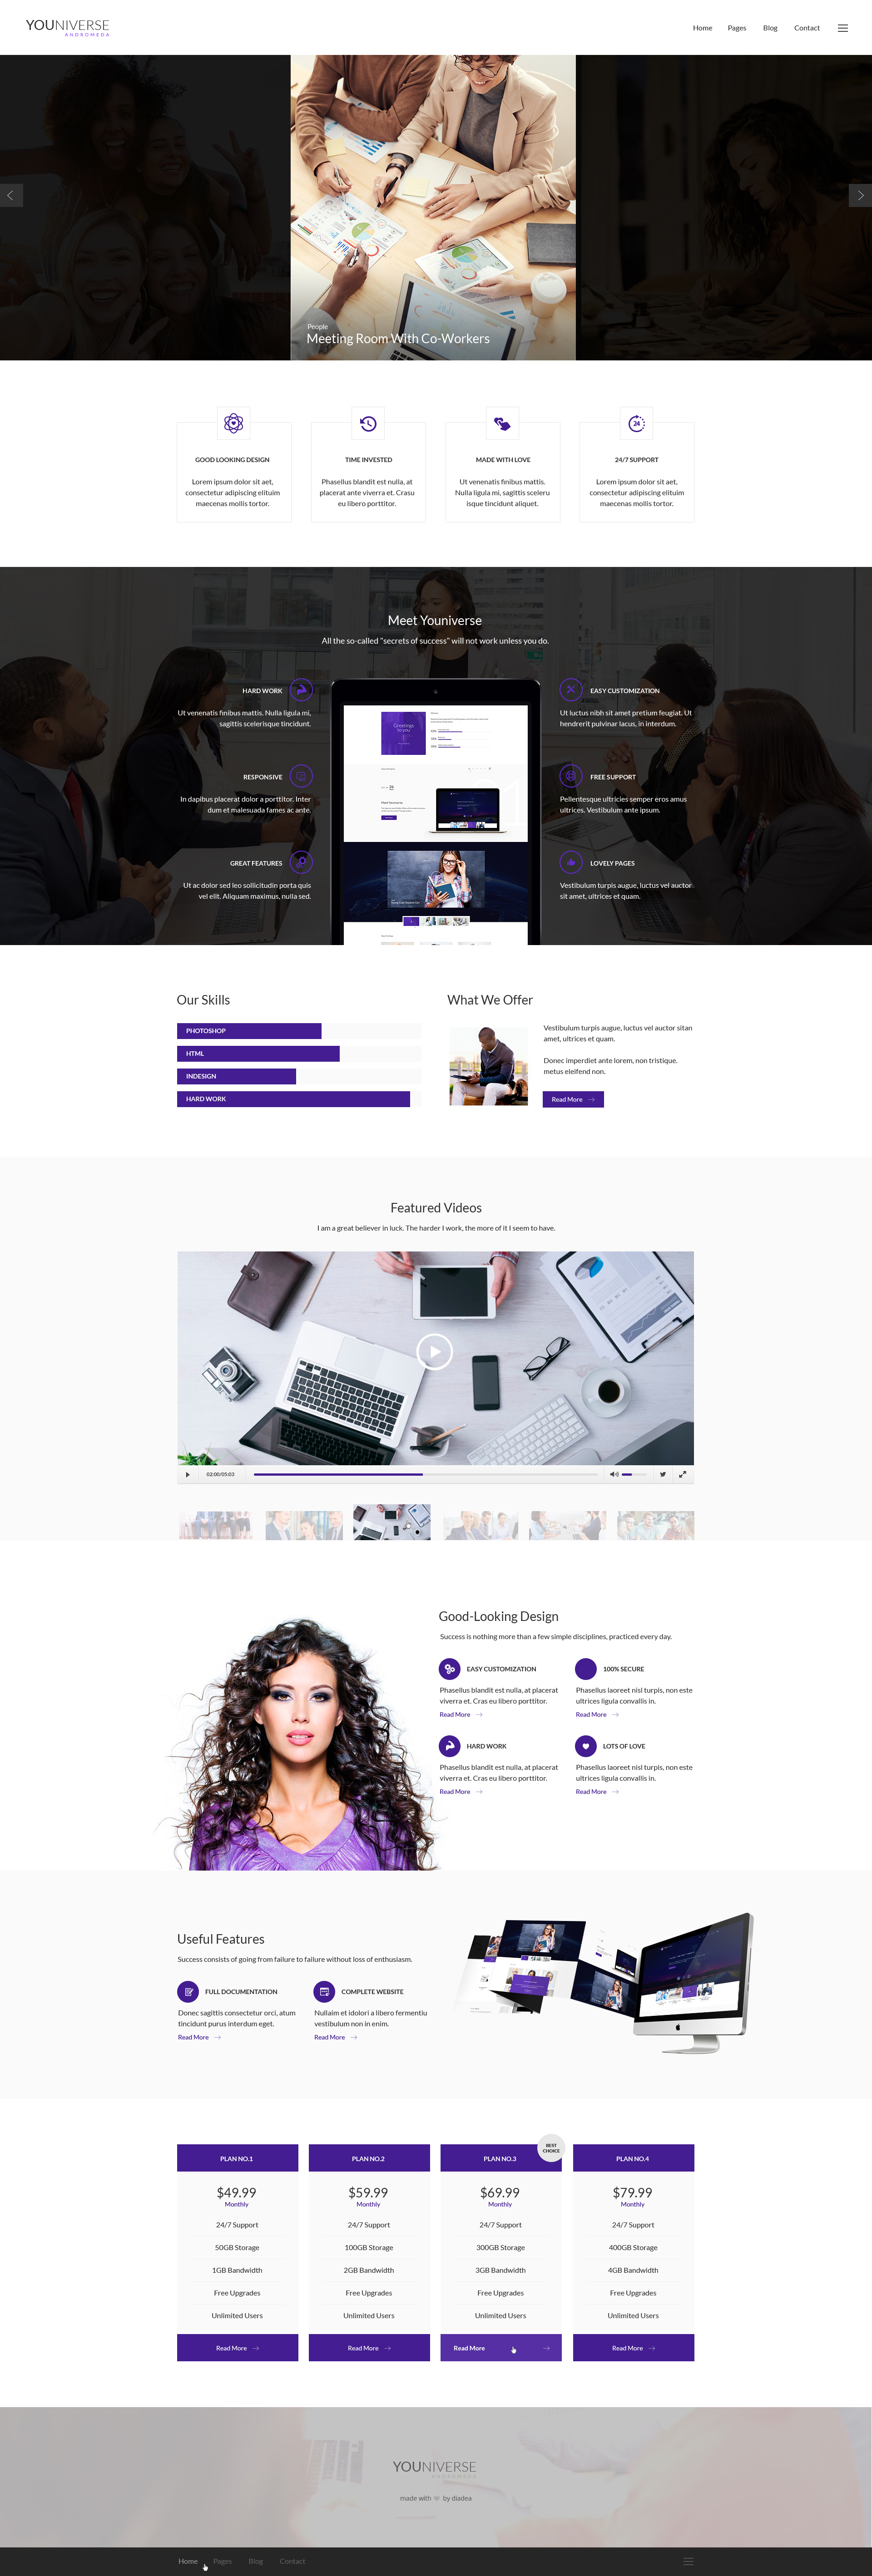 YOUNIVERSE
ANDROMEDA
Home Pages Blog Contact
People
Meeting Room With Co-Workers
GOOD LOOKING DESIGN
Lorem ipsum dolor sit aet,
consectetur adipiscing elituim
maecenas mollis tortor.
TIME INVESTED
Phasellus blandit est nulla, at
placerat ante viverra et. Crasu
eu libero porttitor.
MADE WITH LOVE
Ut venenatis finibus mattis.
Nulla ligula mi, sagittis sceleru
isque tincidunt aliquet.
24
24/7 SUPPORT
Lorem ipsum dolor sit aet,
consectetur adipiscing elituim
maecenas mollis tortor.
Meet Youniverse
All the so-called "secrets of success" will not work unless you do.
HARD WORK
Ut venenatis finibus mattis. Nulla ligula mi,
sagittis scelerisque tincidunt.
RESPONSIVE
In dapibus placerat dolor a porttitor. Inter
dum et malesuada fames ac ante.
GREAT FEATURES
Ut ac dolor sed leo sollicitudin porta quis
vel elit. Aliquam maximus, nulla sed.
Greetings
to you
EASY CUSTOMIZATION
Ut luctus nibh sit amet pretium feugiat. Ut
hendrerit pulvinar lacus, in interdum.
FREE SUPPORT
Pellentesque ultricies semper eros amus
ultrices. Vestibulum ante ipsum.
LOVELY PAGES
Vestibulum turpis augue, luctus vel auctor
sit amet, ultrices et quam.
Our Skills
PHOTOSHOP
HTML
INDESIGN
HARD WORK
What We Offer
Vestibulum turpis augue, luctus vel auctor sitan
amet, ultrices et quam.
Donec imperdiet ante lorem, non tristique.
metus eleifend non.
Read More
Featured Videos
I am a great believer in luck. The harder I work, the more of it I seem to have.
02:00/05:03
Good-Looking Design
Success is nothing more than a few simple disciplines, practiced every day.
EASY CUSTOMIZATION
Phasellus blandit est nulla, at placerat
viverra et. Cras eu libero porttitor.
Read More
100% SECURE
Phasellus laoreet nisl turpis, non este
ultrices ligula convallis in.
Read More
HARD WORK
Phasellus blandit est nulla, at placerat
viverra et. Cras eu libero porttitor.
Read More
LOTS OF LOVE
Phasellus laoreet nisl turpis, non este
ultrices ligula convallis in.
Read More
Useful Features
Success consists of going from failure to failure without loss of enthusiasm.
FULL DOCUMENTATION
Donec sagittis consectetur orci, atum
tincidunt purus interdum eget.
Read More
COMPLETE WEBSITE
Nullaim et idolori a libero fermentiu
vestibulum non in enim.
Read More
PLAN NO.1
$49.99
Monthly
24/7 Support
50GB Storage
1GB Bandwidth
Free Upgrades
Unlimited Users
Read More
PLAN NO.2
$59.99
Monthly
24/7 Support
100GB Storage
2GB Bandwidth
Free Upgrades
Unlimited Users
Read More
BEST
CHOICE
PLAN NO.3
$69.99
Monthly
24/7 Support
300GB Storage
3GB Bandwidth
Free Upgrades
Unlimited Users
Read More
PLAN NO.4
$79.99
Monthly
24/7 Support
400GB Storage
4GB Bandwidth
Free Upgrades
Unlimited Users
Read More
YOUNIVERSE
ANDROMEDA
made with ❤ by diadea
Home Pages Blog Contact